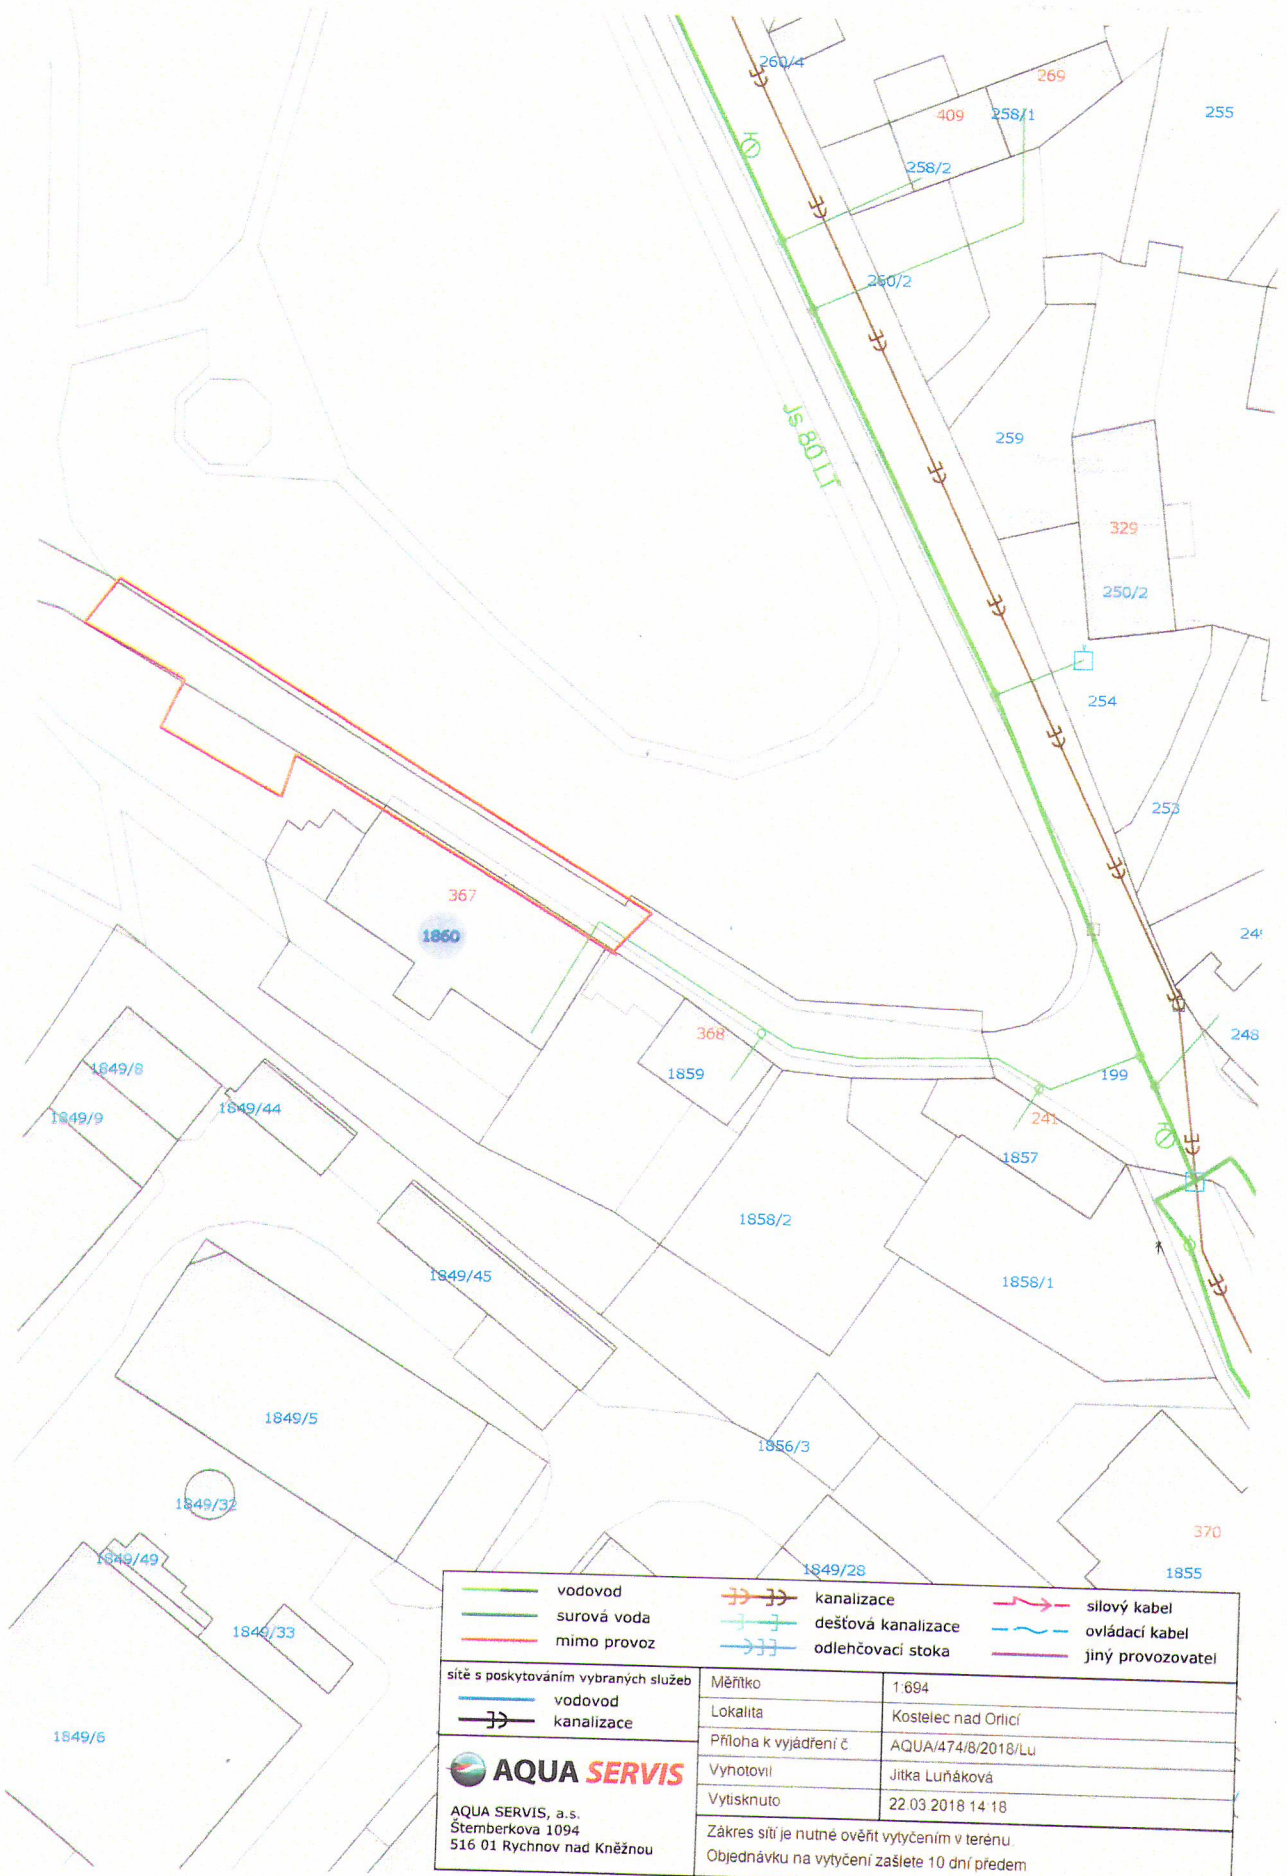 260/4
269
409
258/1
255
258/2
260/2
Js 80 LT
259
329
250/2
254
253
367
1860
248
368
1859
199
241
1857
1849/8
1849/9
1849/44
1858/2
1849/45
1858/1
1849/5
1856/3
1849/32
370
1849/49
1849/28
1855
1849/33
1849/6
vodovod
surová voda
mimo provoz
kanalizace
dešťová kanalizace
odlehčovací stoka
silový kabel
ovládací kabel
jiný provozovatel
sítě s poskytováním vybraných služeb
vodovod
kanalizace
AQUA SERVIS
AQUA SERVIS, a.s.
Štemberkova 1094
516 01 Rychnov nad Kněžnou
Měřítko 1:694
Lokalita Kostelec nad Orlicí
Příloha k vyjádření č AQUA/474/8/2018/Lu
Vyhotovil Jitka Luňáková
Vytisknuto 22.03.2018 14:18
Zákres sítí je nutné ověřit vytyčením v terénu
Objednávku na vytyčení zašlete 10 dní předem